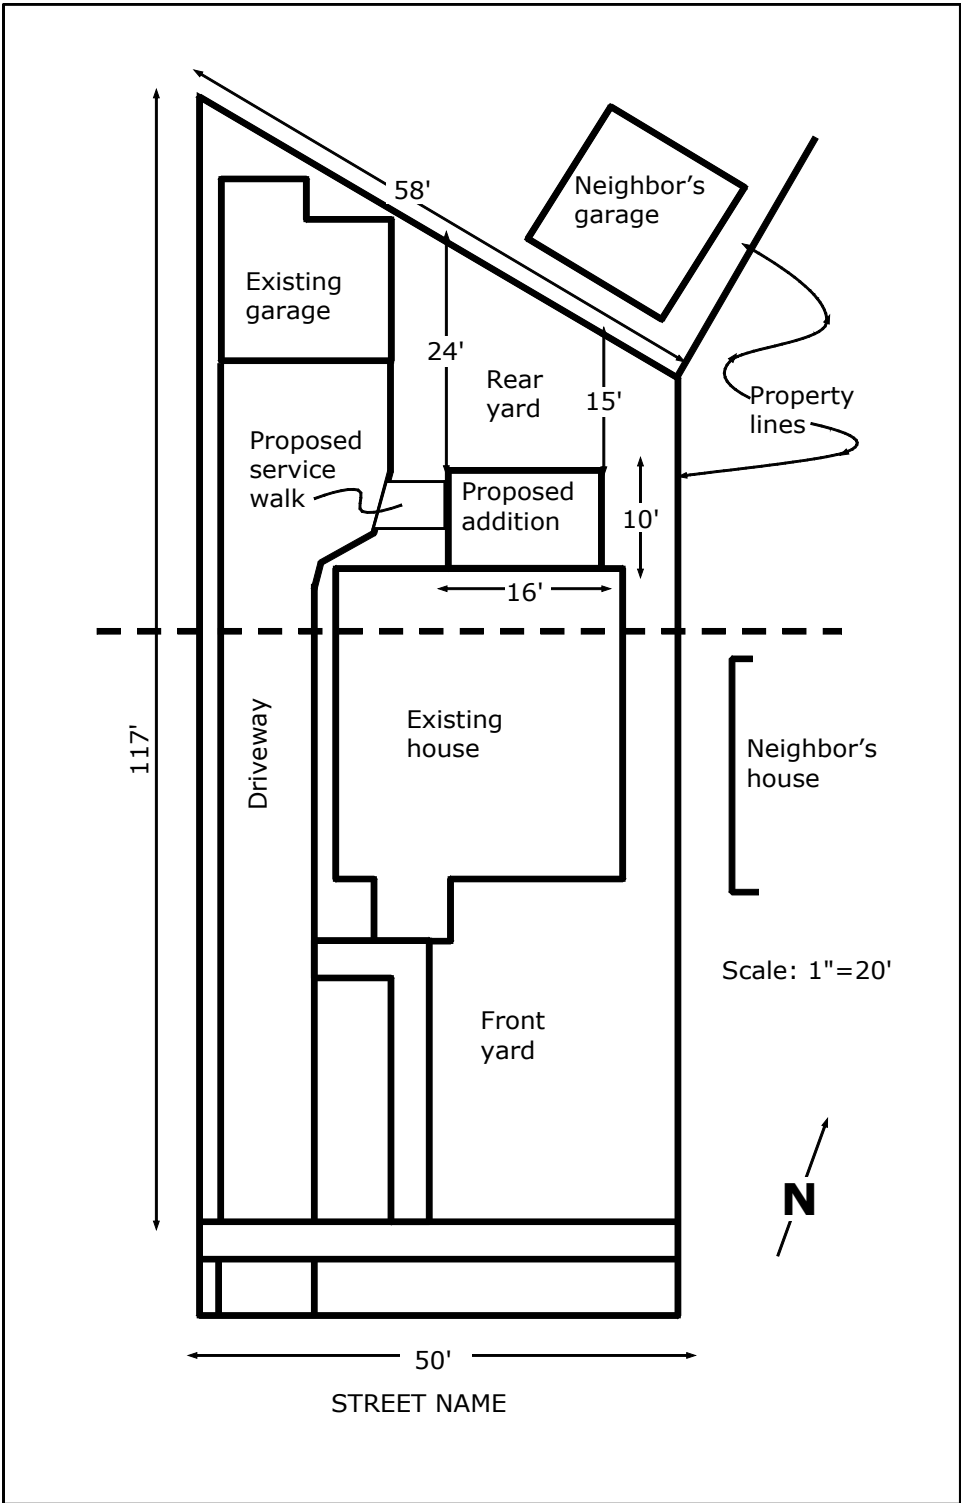 58'
Neighbor’s
garage
Existing
garage
24'
Rear
yard
15'
Property
lines
Proposed
service
walk
Proposed
addition
10'
16'
117'
Driveway
Existing
house
Neighbor’s
house
Scale: 1"=20'
Front
yard
N
50'
STREET NAME